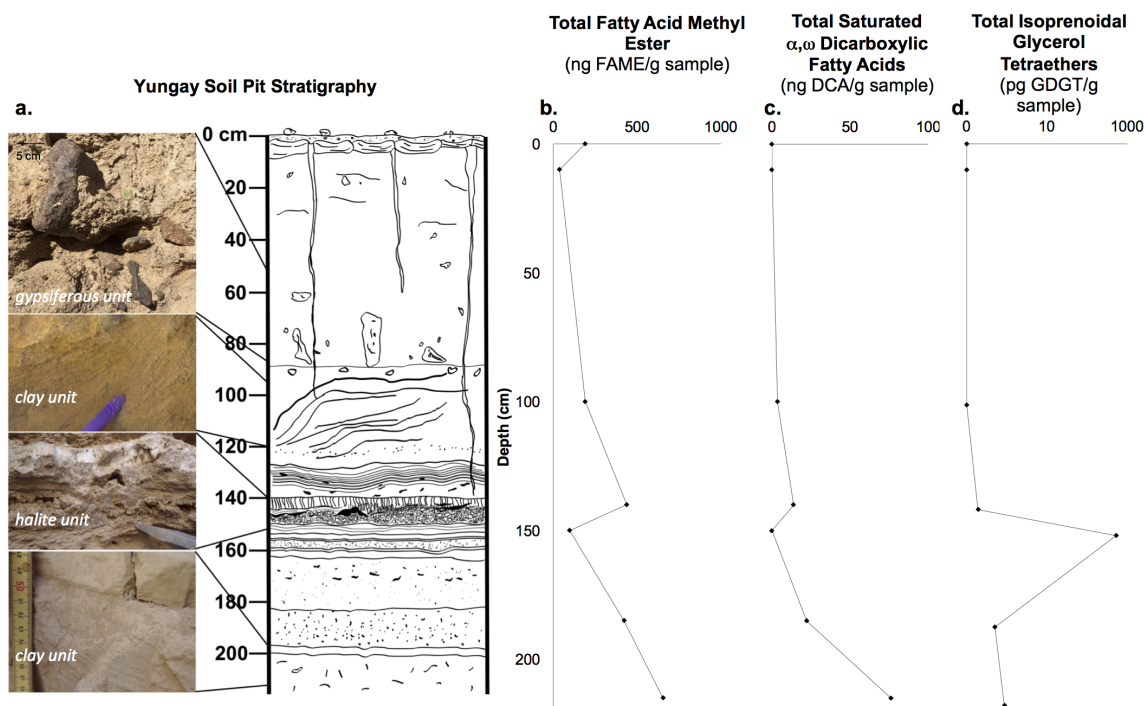 Yungay Soil Pit Stratigraphy
a.
5 cm
gypsiferous unit
clay unit
halite unit
clay unit
0 cm
20
40
60
80
100
120
140
160
180
200
Total Fatty Acid Methyl
Ester
(ng FAME/g sample)
b.
0 500 1000
0
50
100
150
200
Depth (cm)
Total Saturated
α,ω Dicarboxylic
Fatty Acids
(ng DCA/g sample)
c.
0 50 100
Total Isoprenoidal
Glycerol
Tetraethers
(pg GDGT/g
sample)
d.
0 10 1000